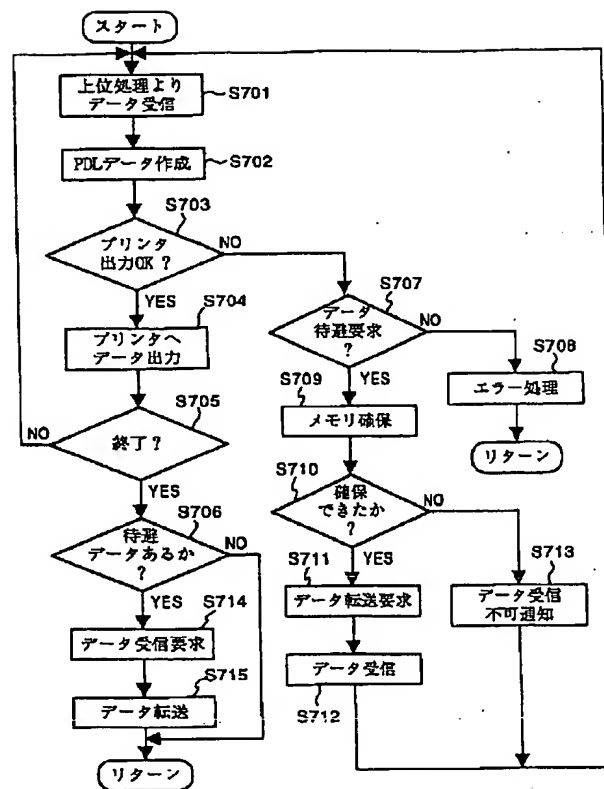 スタート
上位処理より
データ受信
S701
PDLデータ作成
S702
S703
プリンタ
出力OK?
NO
YES
S704
プリンタへ
データ出力
S705
終了?
NO
YES
S706
待避
データあるか
?
NO
YES
S714
データ受信要求
S715
データ転送
リターン
S707
データ
待避要求
?
NO
YES
S708
エラー処理
リターン
S709
メモリ確保
S710
確保
できたか
?
NO
YES
S711
データ転送要求
データ受信
S712
S713
データ受信
不可通知